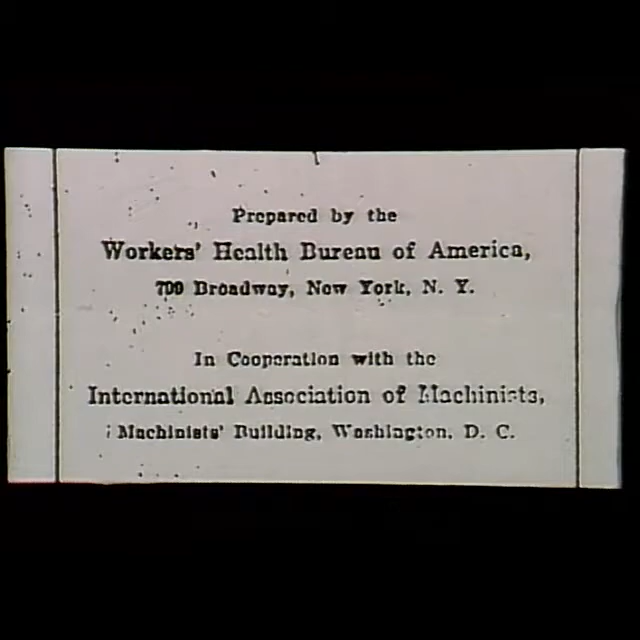 Prepared by the
Workers' Health Bureau of America,
799 Broadway, New York, N. Y.
In Cooperation with the
International Association of Machinists,
Machinists' Building, Washington, D. C.